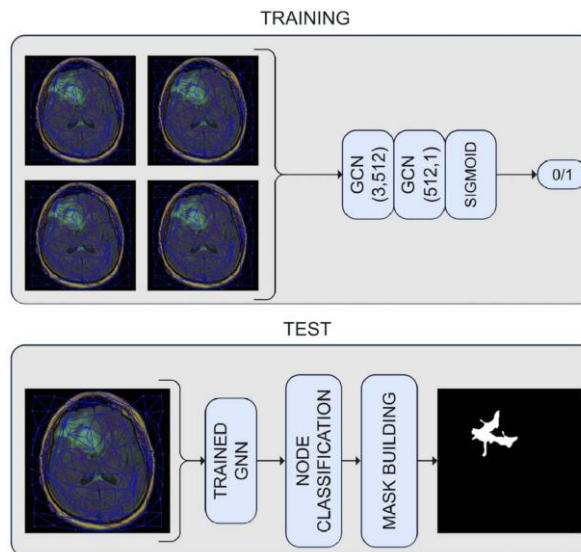 TRAINING
GCN
(3,512)
GCN
(512,1)
SIGMOID
0/1
TEST
TRAINED
GNN
NODE
CLASSIFICATION
MASK BUILDING